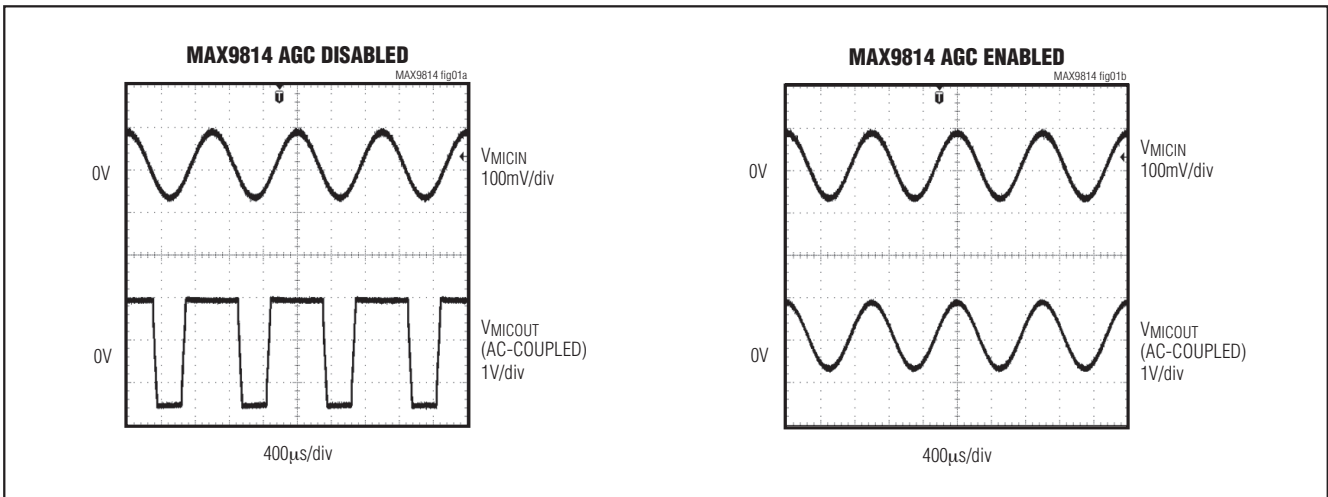 MAX9814 AGC DISABLED
MAX9814 fig01a
T
0V
VMICIN
100mV/div
0V
VMICOUT
(AC-COUPLED)
1V/div
400μs/div
MAX9814 AGC ENABLED
MAX9814 fig01b
T
0V
VMICIN
100mV/div
0V
VMICOUT
(AC-COUPLED)
1V/div
400μs/div